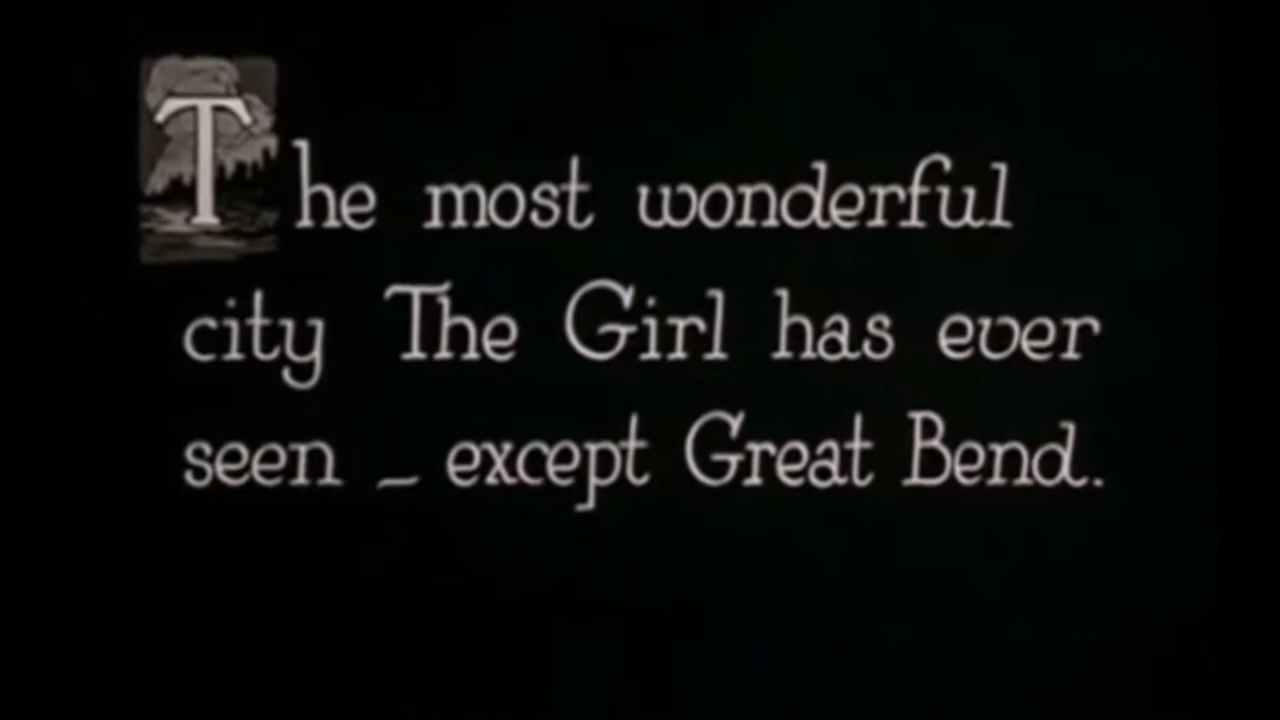 The most wonderful
city The Girl has ever
seen – except Great Bend.